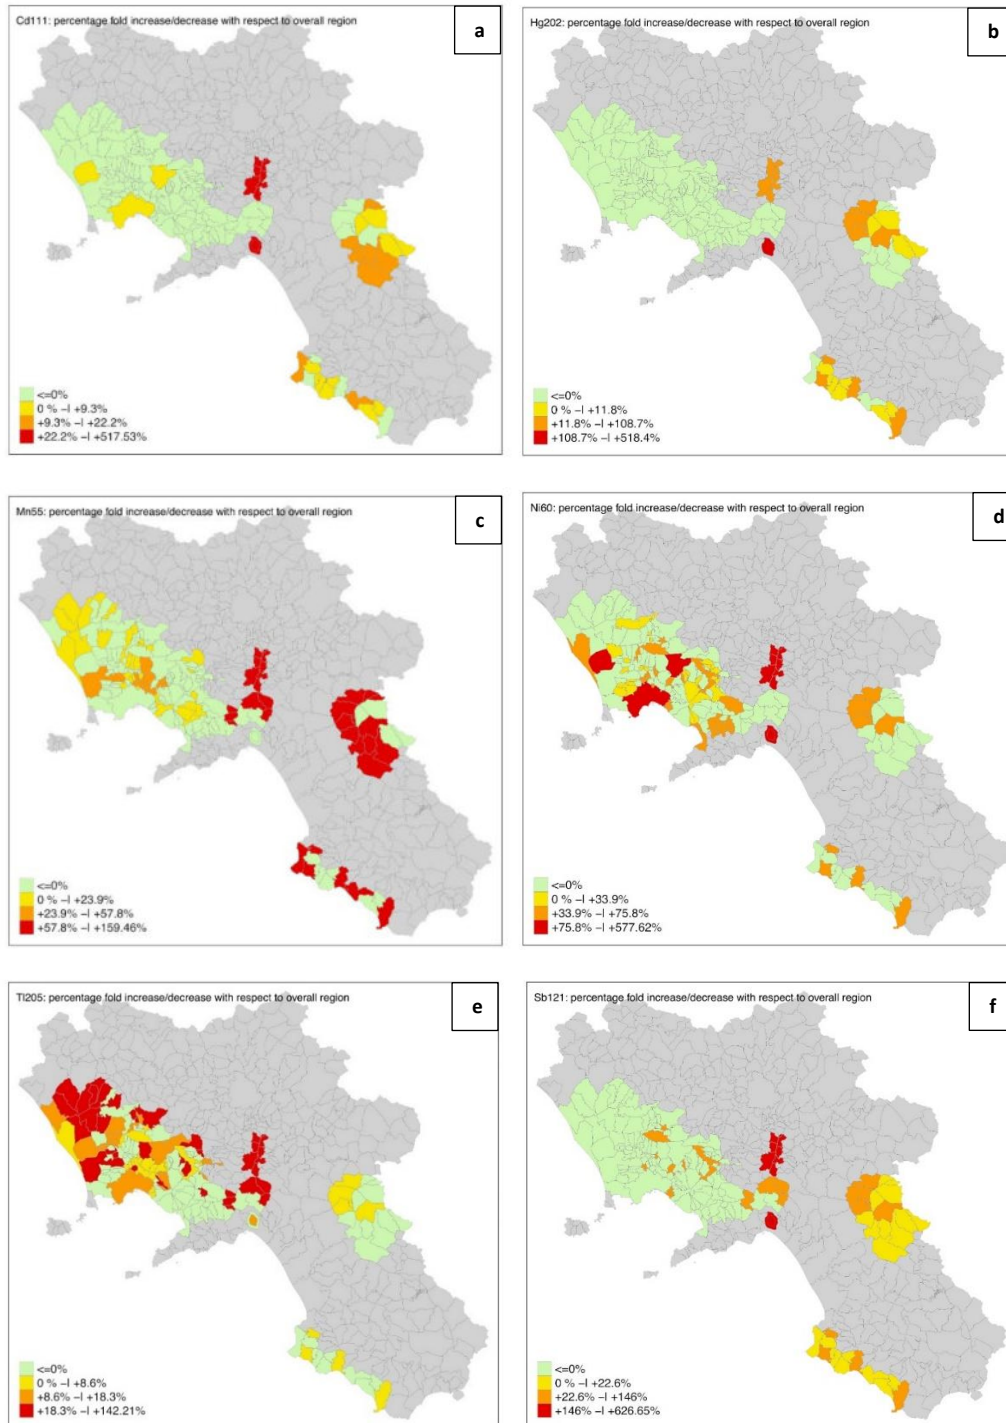 Cd111: percentage fold increase/decrease with respect to overall region
a
<=0%
0 % –I +9.3%
+9.3% –I +22.2%
+22.2% –I +517.53%
Hg202: percentage fold increase/decrease with respect to overall region
b
<=0%
0 % –I +11.8%
+11.8% –I +108.7%
+108.7% –I +518.4%
Mn55: percentage fold increase/decrease with respect to overall region
c
<=0%
0 % –I +23.9%
+23.9% –I +57.8%
+57.8% –I +159.46%
Ni60: percentage fold increase/decrease with respect to overall region
d
<=0%
0 % –I +33.9%
+33.9% –I +75.8%
+75.8% –I +577.62%
Tl205: percentage fold increase/decrease with respect to overall region
e
<=0%
0 % –I +8.6%
+8.6% –I +18.3%
+18.3% –I +142.21%
Sb121: percentage fold increase/decrease with respect to overall region
f
<=0%
0 % –I +22.6%
+22.6% –I +146%
+146% –I +626.65%